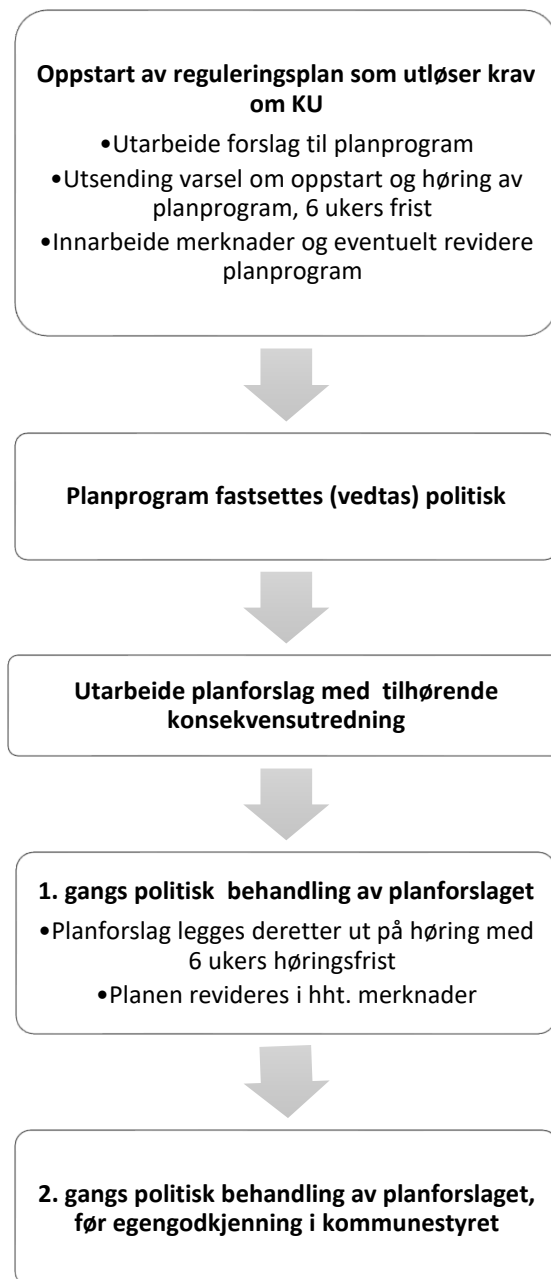 Oppstart av reguleringsplan som utløser krav
om KU
•Utarbeide forslag til planprogram
•Utsending varsel om oppstart og høring av
planprogram, 6 ukers frist
•Innarbeide merknader og eventuelt revidere
planprogram
Planprogram fastsettes (vedtas) politisk
Utarbeide planforslag med tilhørende
konsekvensutredning
1. gangs politisk behandling av planforslaget
•Planforslag legges deretter ut på høring med
6 ukers høringsfrist
•Planen revideres i hht. merknader
2. gangs politisk behandling av planforslaget,
før egengodkjenning i kommunestyret